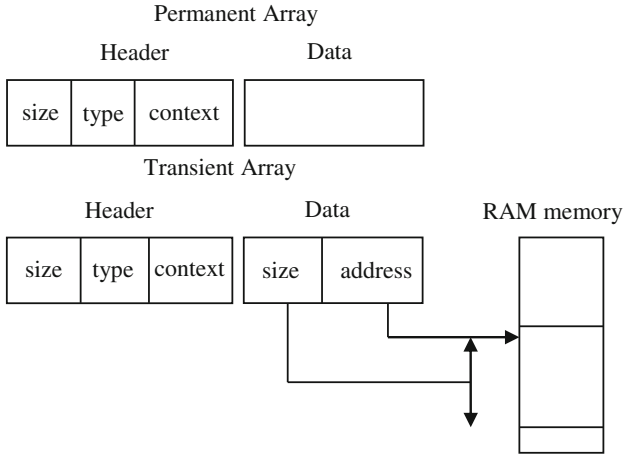 Permanent Array
Header Data
size type context
Transient Array
Header Data RAM memory
size type context size address